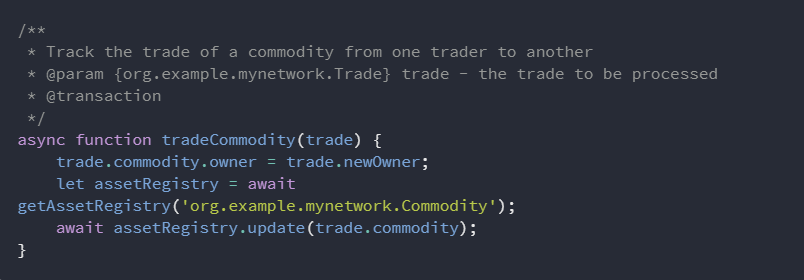 /**
 * Track the trade of a commodity from one trader to another
 * @param {org.example.mynetwork.Trade} trade - the trade to be processed
 * @transaction
 */
async function tradeCommodity(trade) {
    trade.commodity.owner = trade.newOwner;
    let assetRegistry = await
getAssetRegistry('org.example.mynetwork.Commodity');
    await assetRegistry.update(trade.commodity);
}